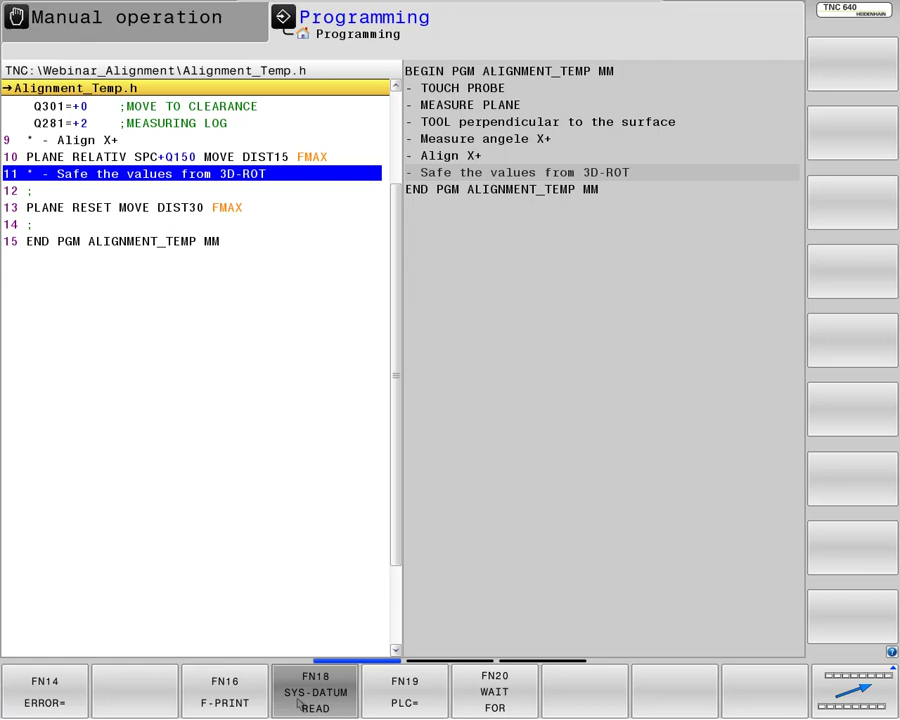 Manual operation
Programming
Programming
TNC 640
HEIDENHAIN
TNC:\Webinar_Alignment\Alignment_Temp.h
→Alignment_Temp.h
Q301=+0 ;MOVE TO CLEARANCE
Q281=+2 ;MEASURING LOG
9 * - Align X+
10 PLANE RELATIV SPC+Q150 MOVE DIST15 FMAX
11 * - Safe the values from 3D-ROT
12 ;
13 PLANE RESET MOVE DIST30 FMAX
14 ;
15 END PGM ALIGNMENT_TEMP MM
BEGIN PGM ALIGNMENT_TEMP MM
- TOUCH PROBE
- MEASURE PLANE
- TOOL perpendicular to the surface
- Measure angele X+
- Align X+
- Safe the values from 3D-ROT
END PGM ALIGNMENT_TEMP MM
FN14
ERROR=
FN16
F-PRINT
FN18
SYS-DATUM
READ
FN19
PLC=
FN20
WAIT
FOR